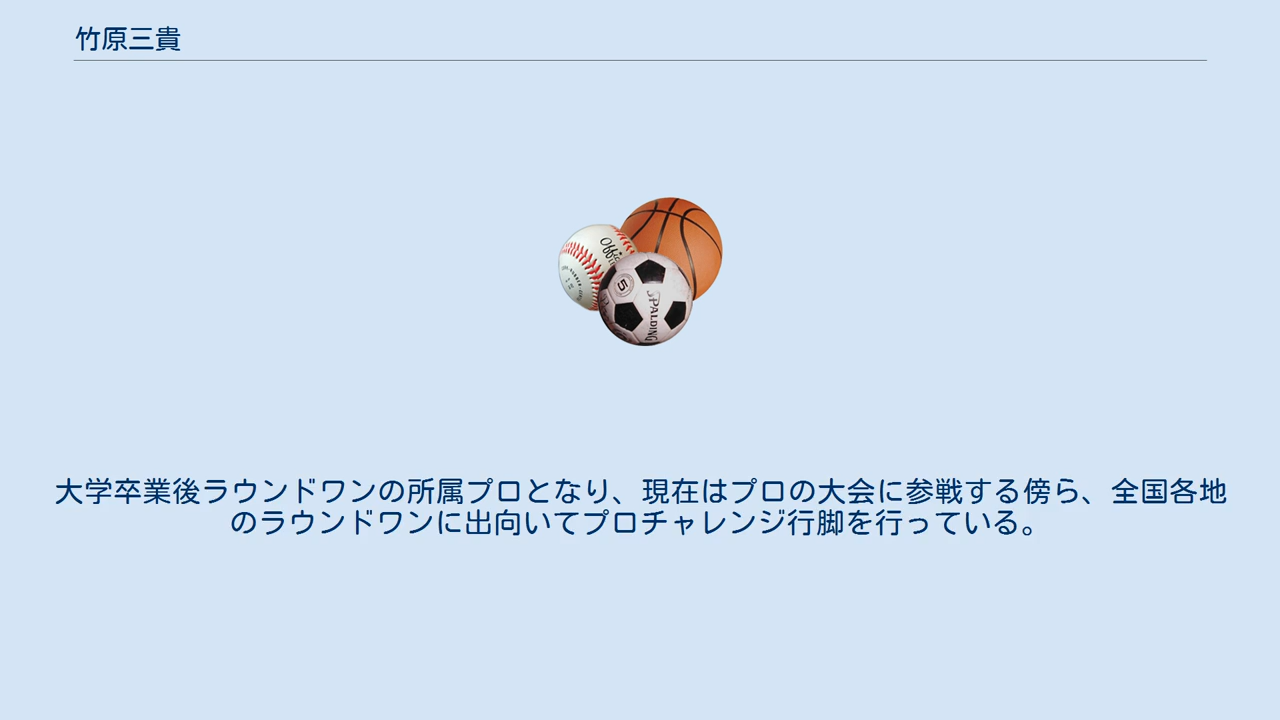 竹原三貴
Official
5
SPALDING
大学卒業後ラウンドワンの所属プロとなり、現在はプロの大会に参戦する傍ら、全国各地
のラウンドワンに出向いてプロチャレンジ行脚を行っている。